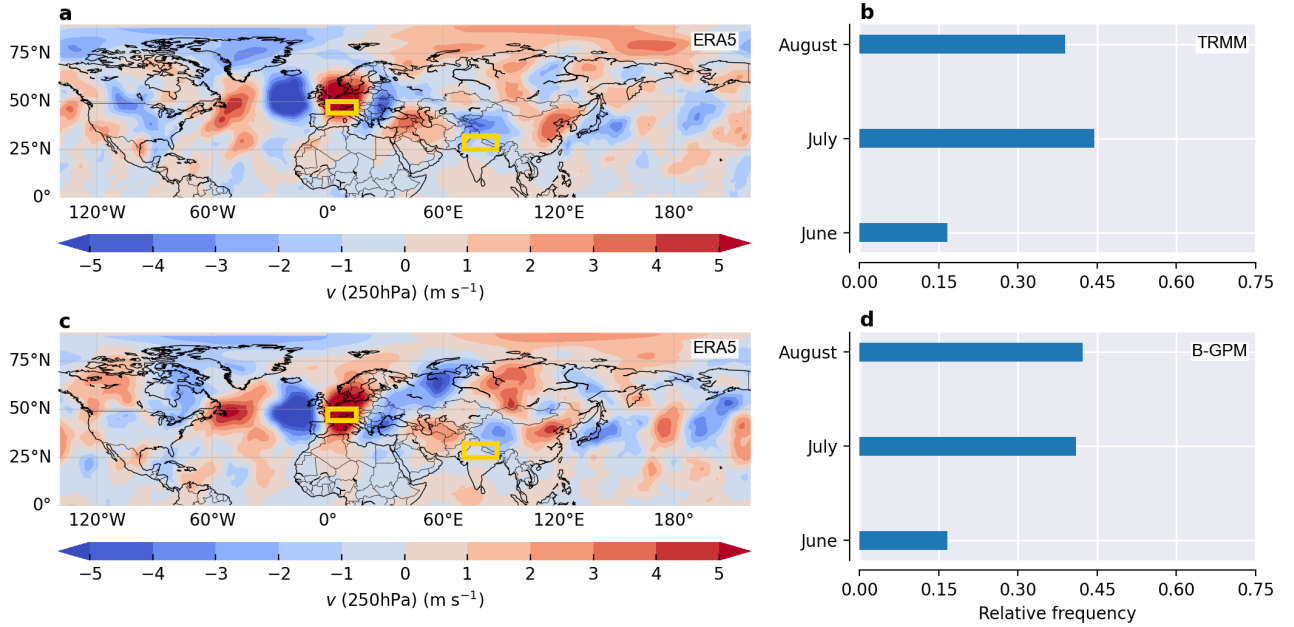 a
ERA5
75°N
50°N
25°N
0°
120°W 60°W 0° 60°E 120°E 180°
−5 −4 −3 −2 −1 0 1 2 3 4 5
v (250hPa) (m s⁻¹)
b
TRMM
August
July
June
0.00 0.15 0.30 0.45 0.60 0.75
c
ERA5
75°N
50°N
25°N
0°
120°W 60°W 0° 60°E 120°E 180°
−5 −4 −3 −2 −1 0 1 2 3 4 5
v (250hPa) (m s⁻¹)
d
B-GPM
August
July
June
0.00 0.15 0.30 0.45 0.60 0.75
Relative frequency